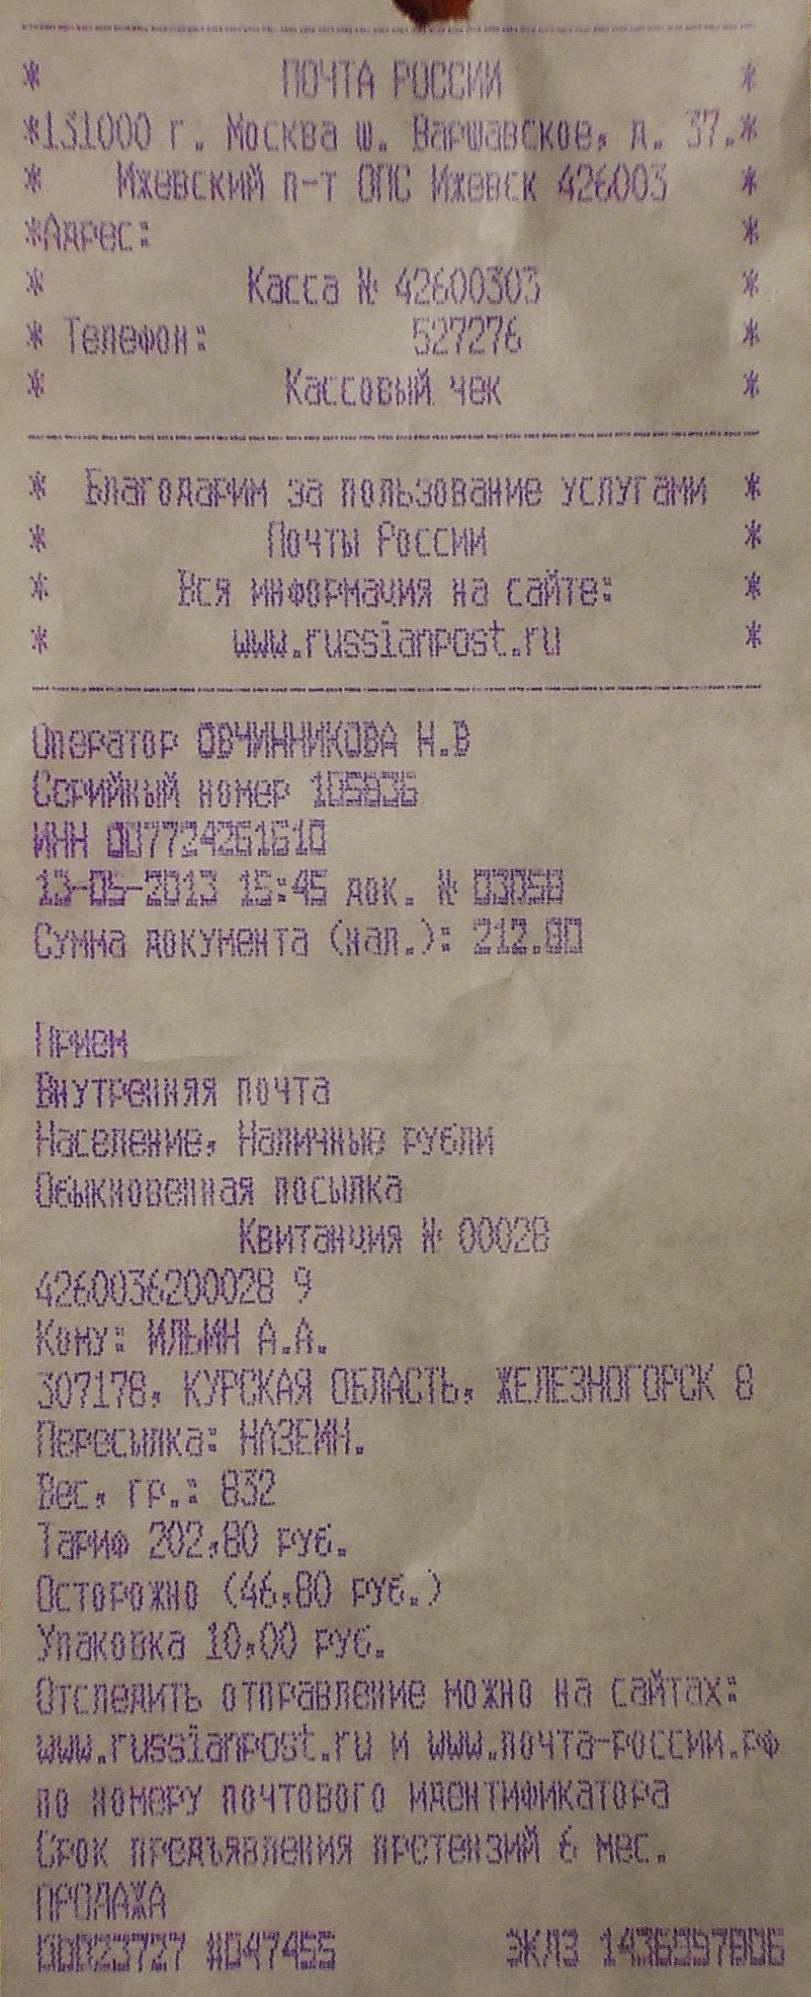 * ПОЧТА РОССИИ *
*131000 г. Москва ш. Варшавское, д. 37.*
* Ижевский п-т ОПС Ижевск 426003 *
*Адрес: *
* Касса № 42600303 *
* Телефон: 527276 *
* Кассовый чек *
* Благодарим за пользование услугами *
* Почты России *
* Вся информация на сайте: *
* www.russianpost.ru *
Оператор ОВЧИННИКОВА Н.В
Серийный номер 105836
ИНН 007724261610
13-05-2013 15:45 док. № 03058
Сумма документа (нал.): 212.80
Прием
Внутренняя почта
Население, Наличные рубли
Обыкновенная посылка
Квитанция № 00028
4260036200028 9
Кому: ИЛЬИН А.А.
307178, КУРСКАЯ ОБЛАСТЬ, ЖЕЛЕЗНОГОРСК 8
Пересылка: НАЗЕМН.
Вес, гр.: 832
Тариф 202,80 руб.
Осторожно (46,80 руб.)
Упаковка 10,00 руб.
Отследить отправление можно на сайтах:
www.russianpost.ru и www.почта-россии.рф
по номеру почтового идентификатора
Срок предъявления претензий 6 мес.
ПРОДАЖА
00023727 #047455 ЭКЛЗ 1436597806